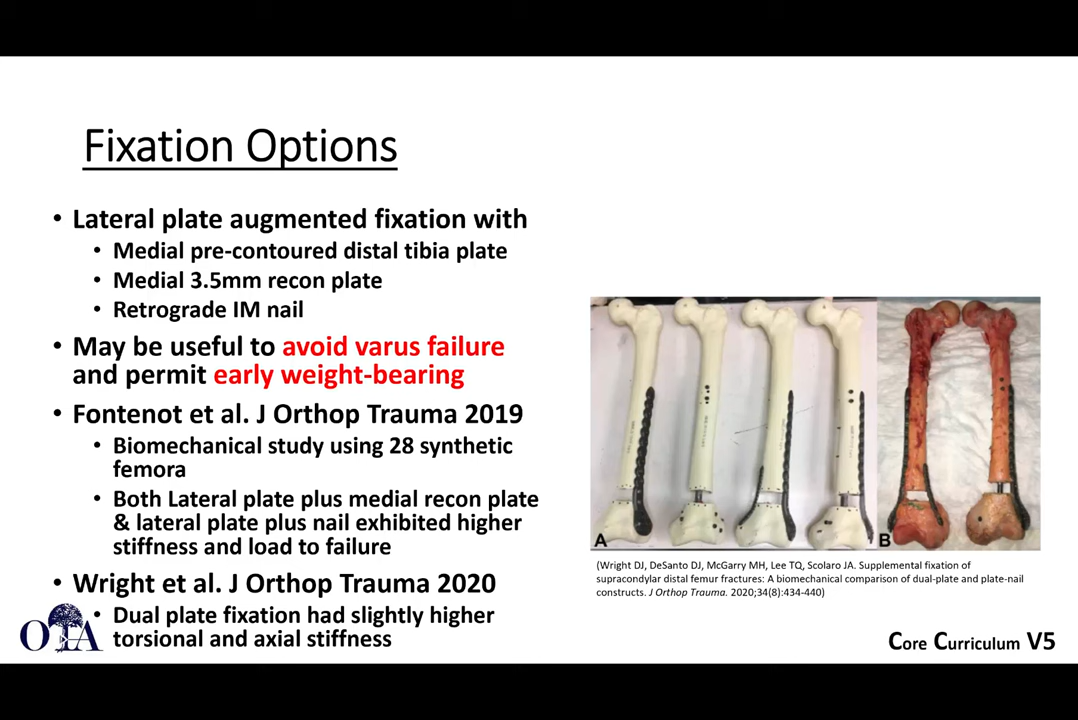 Fixation Options
• Lateral plate augmented fixation with
• Medial pre-contoured distal tibia plate
• Medial 3.5mm recon plate
• Retrograde IM nail
• May be useful to avoid varus failure
and permit early weight-bearing
• Fontenot et al. J Orthop Trauma 2019
• Biomechanical study using 28 synthetic
femora
• Both Lateral plate plus medial recon plate
& lateral plate plus nail exhibited higher
stiffness and load to failure
• Wright et al. J Orthop Trauma 2020
• Dual plate fixation had slightly higher
torsional and axial stiffness
A
B
(Wright DJ, DeSanto DJ, McGarry MH, Lee TQ, Scolaro JA. Supplemental fixation of
supracondylar distal femur fractures: A biomechanical comparison of dual-plate and plate-nail
constructs. J Orthop Trauma. 2020;34(8):434-440)
OTA
Core Curriculum V5